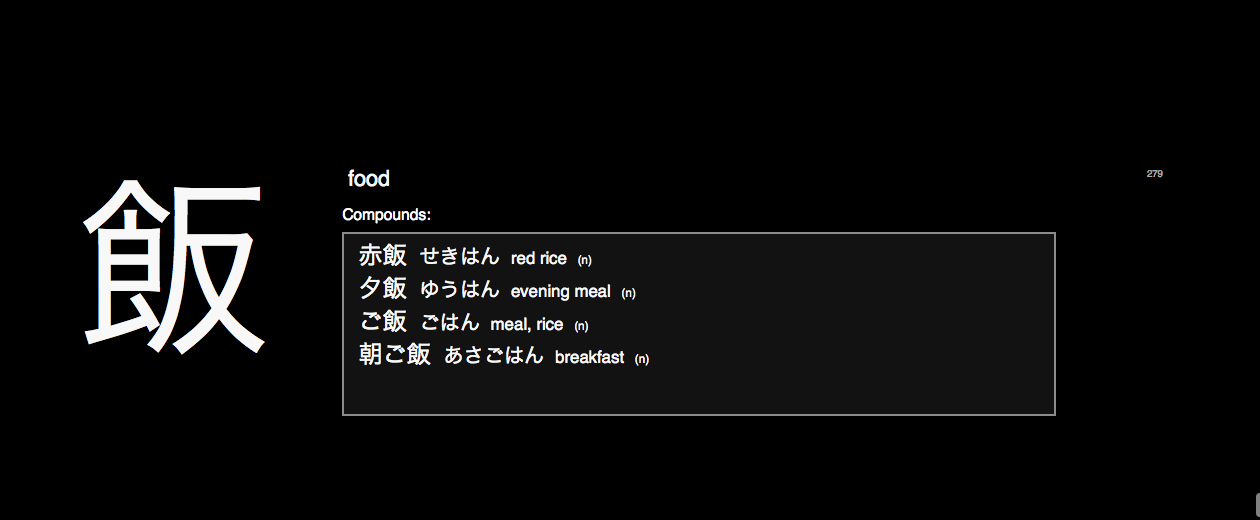 飯
food
279
Compounds:
赤飯 せきはん red rice (n)
夕飯 ゆうはん evening meal (n)
ご飯 ごはん meal, rice (n)
朝ご飯 あさごはん breakfast (n)